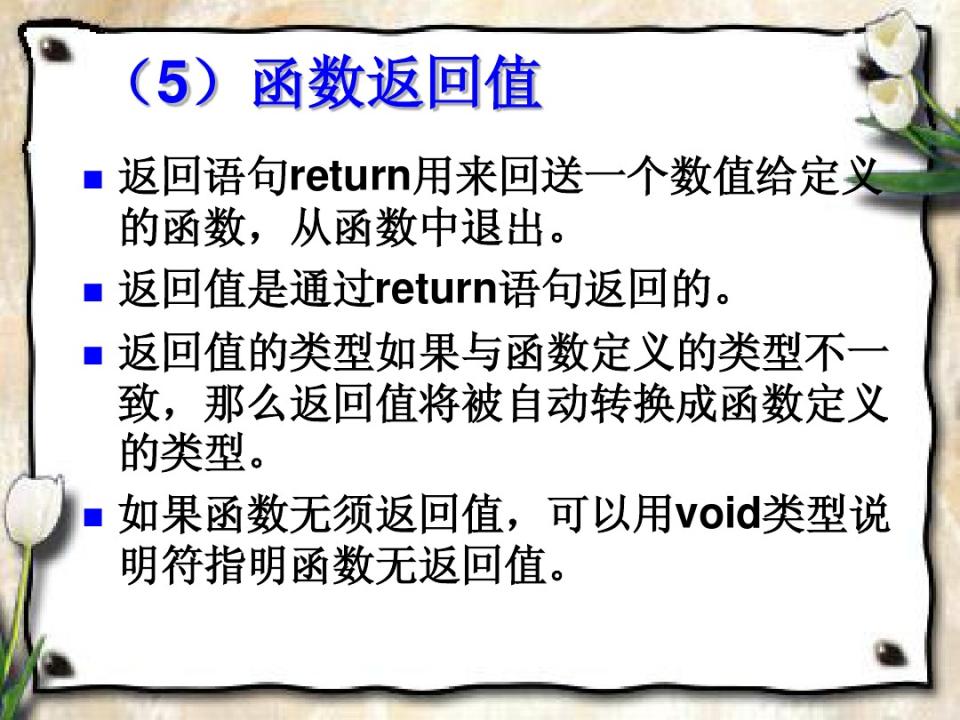 （5）函数返回值
返回语句return用来回送一个数值给定义
的函数，从函数中退出。
返回值是通过return语句返回的。
返回值的类型如果与函数定义的类型不一
致，那么返回值将被自动转换成函数定义
的类型。
如果函数无须返回值，可以用void类型说
明符指明函数无返回值。